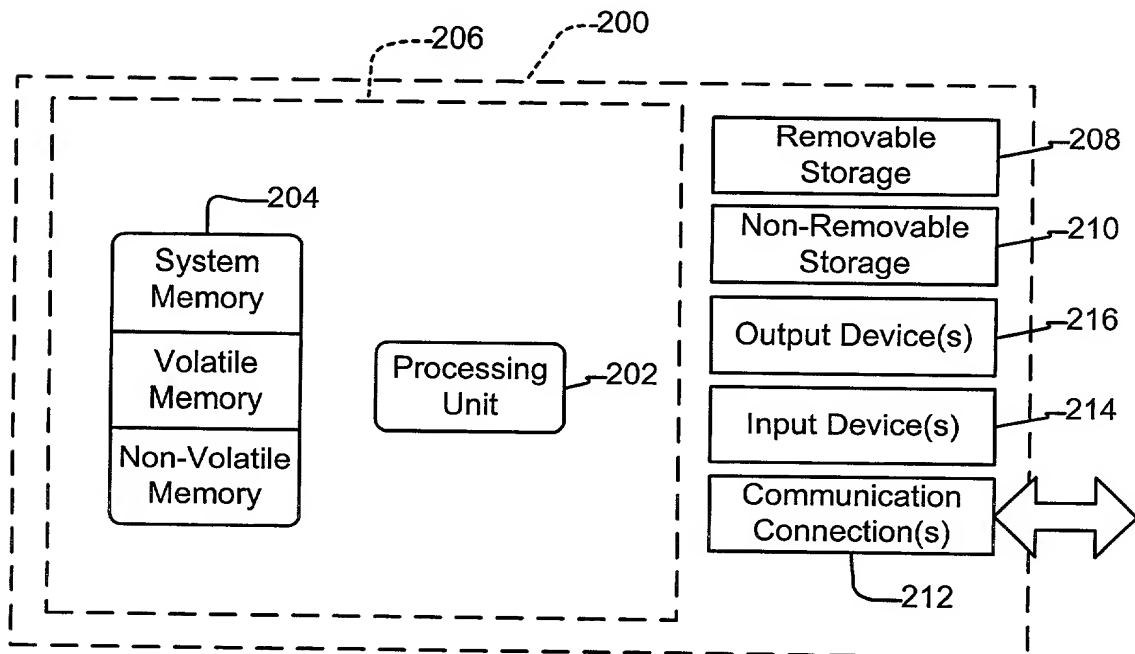 206
200
Removable
Storage
208
204
Non-Removable
Storage
210
System
Memory
Output Device(s)
216
Volatile
Memory
Processing
Unit
202
Input Device(s)
214
Non-Volatile
Memory
Communication
Connection(s)
212